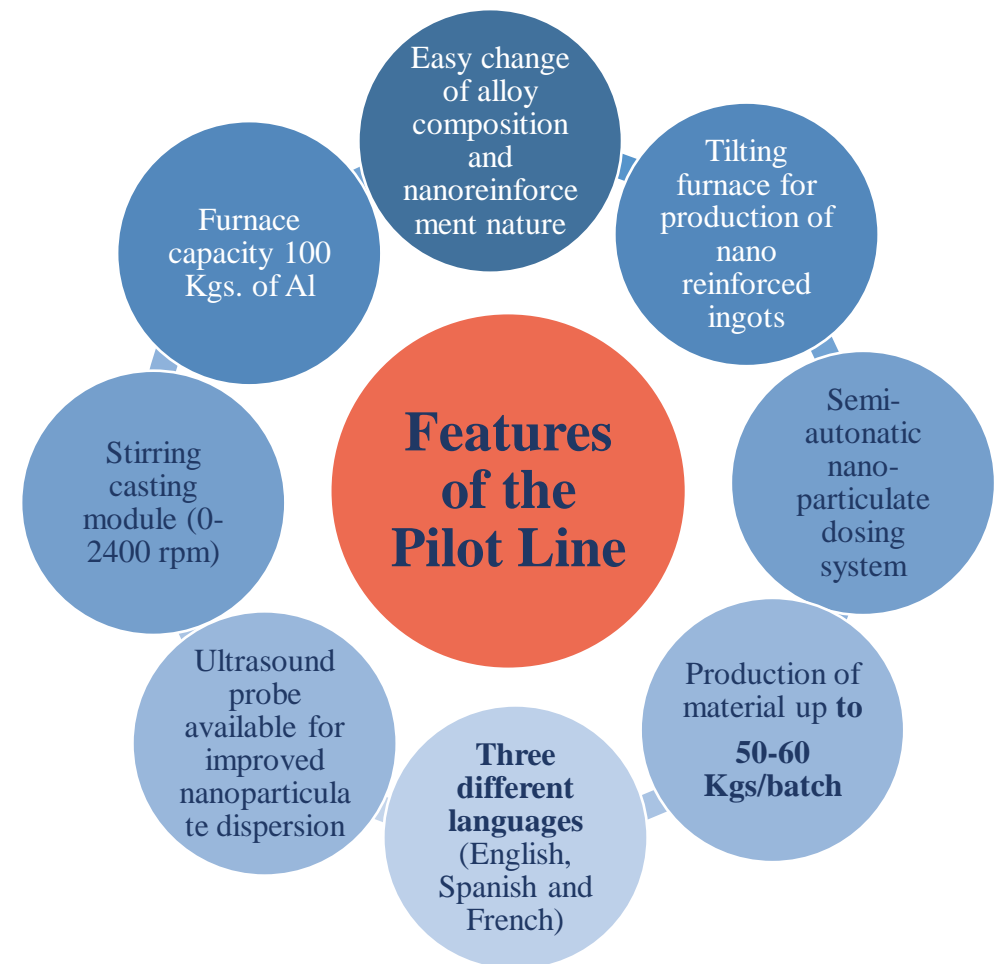 Easy change
of alloy
composition
and
nanoreinforce
ment nature
Tilting
furnace for
production of
nano
reinforced
ingots
Semi-
autonatic
nano-
particulate
dosing
system
Production of
material up to
50-60
Kgs/batch
Three
different
languages
(English,
Spanish and
French)
Ultrasound
probe
available for
improved
nanoparticula
te dispersion
Stirring
casting
module (0-
2400 rpm)
Furnace
capacity 100
Kgs. of Al
Features
of the
Pilot Line